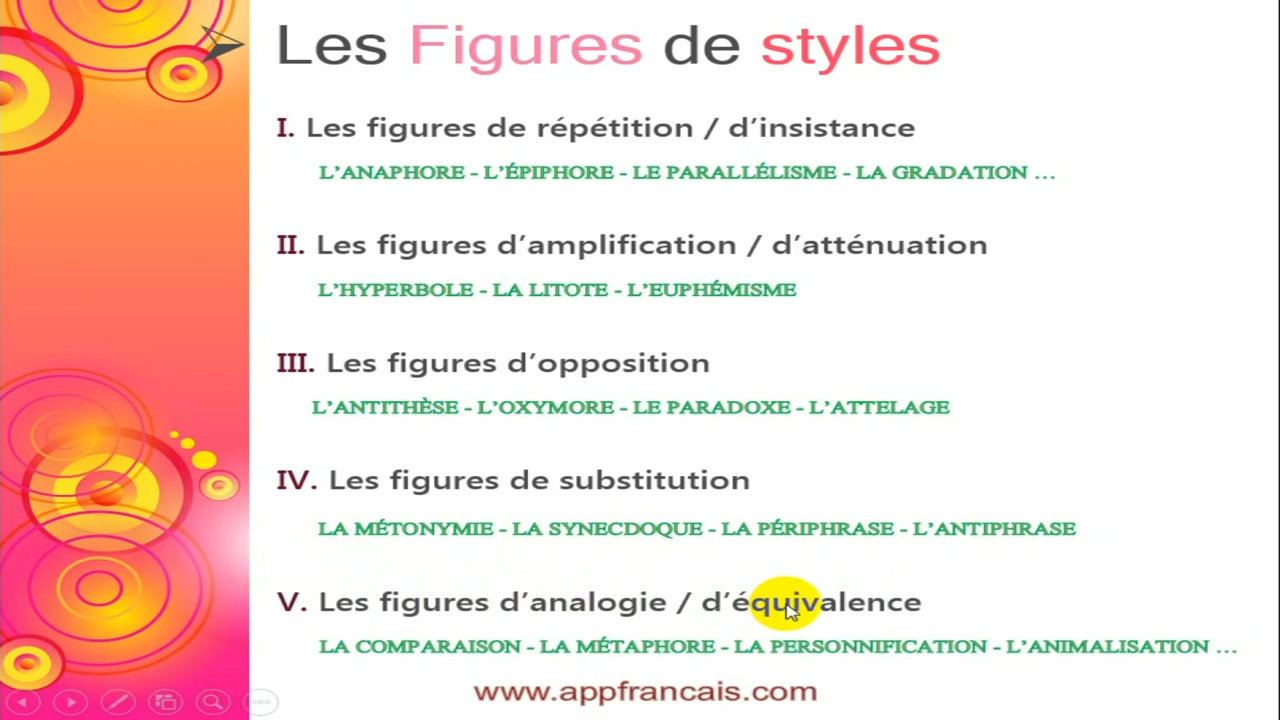 Les Figures de styles
I. Les figures de répétition / d’insistance
L’ANAPHORE - L’ÉPIPHORE - LE PARALLÉLISME - LA GRADATION ...
II. Les figures d’amplification / d’atténuation
L’HYPERBOLE - LA LITOTE - L’EUPHÉMISME
III. Les figures d’opposition
L’ANTITHÈSE - L’OXYMORE - LE PARADOXE - L’ATTELAGE
IV. Les figures de substitution
LA MÉTONYMIE - LA SYNECDOQUE - LA PÉRIPHRASE - L’ANTIPHRASE
V. Les figures d’analogie / d’équivalence
LA COMPARAISON - LA MÉTAPHORE - LA PERSONNIFICATION - L’ANIMALISATION ...
www.appfrancais.com